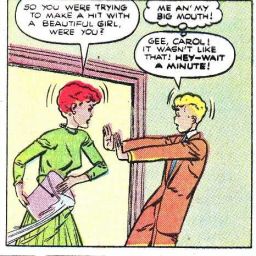 SO YOU WERE TRYING
TO MAKE A HIT WITH
A BEAUTIFUL GIRL,
WERE YOU?
ME AN' MY
BIG MOUTH!
GEE, CAROL!
IT WASN'T LIKE
THAT! HEY--WAIT
A MINUTE!